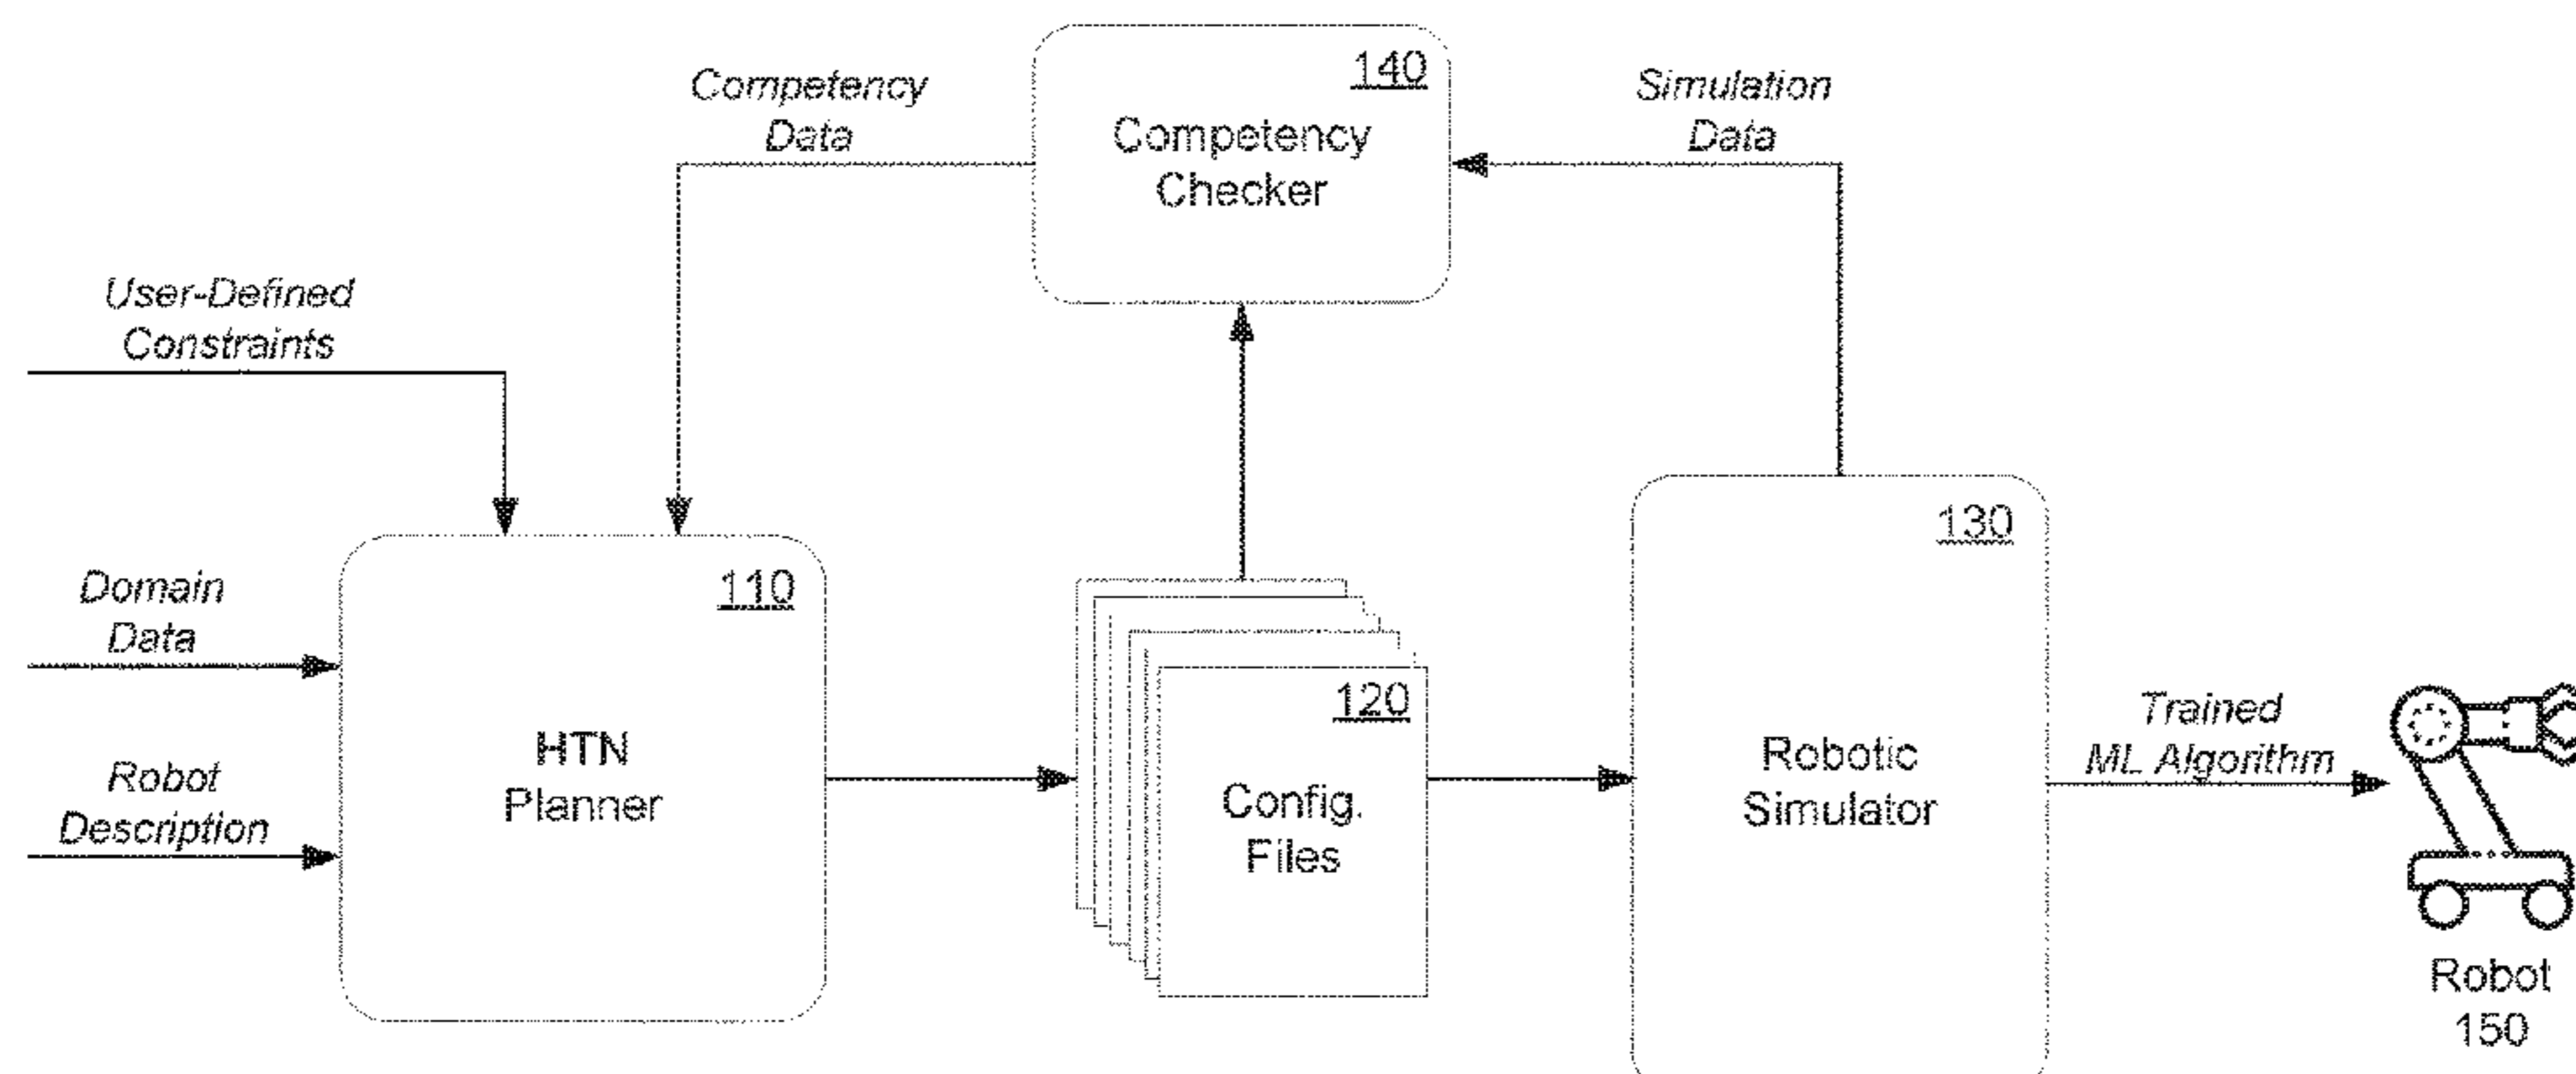 140
Competency
Checker
Competency
Data
Simulation
Data
User-Defined
Constraints
Domain
Data
Robot
Description
110
HTN
Planner
120
Config.
Files
130
Robotic
Simulator
Trained
ML Algorithm
Robot
150